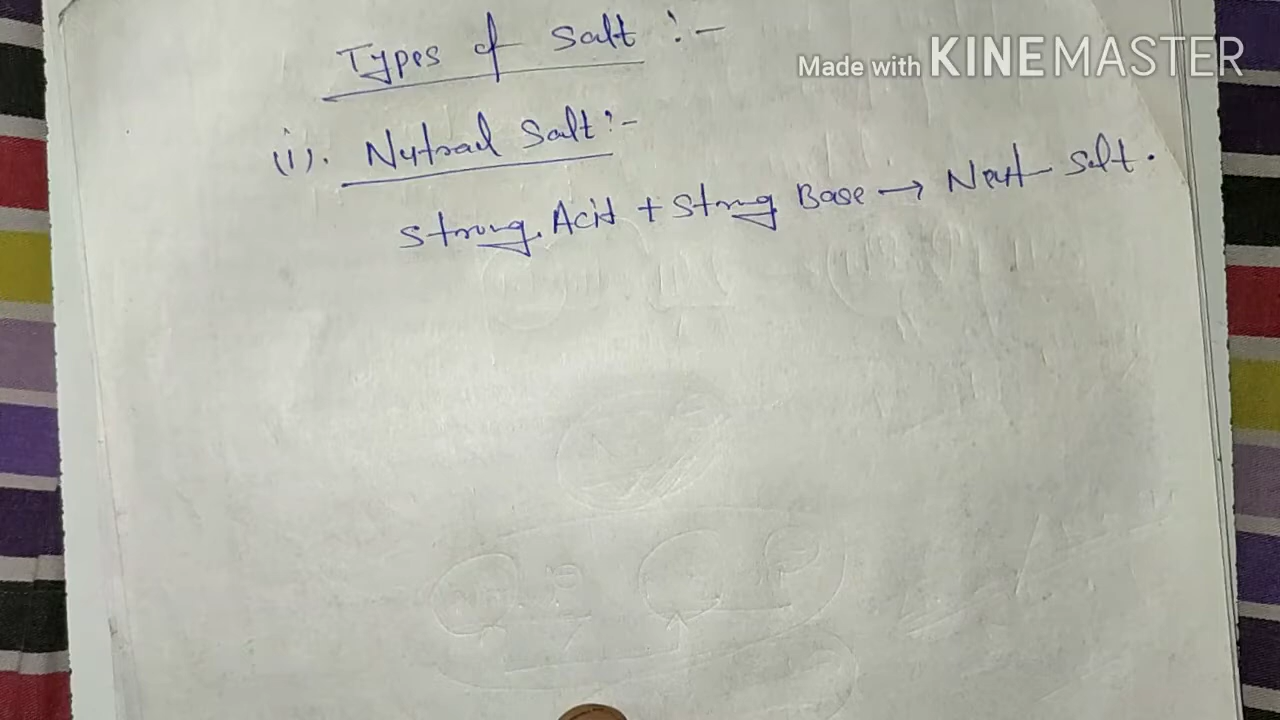 Types of Salt :-
Made with KINEMASTER
(i). Nutral Salt :-
Strong Acid + Strong Base → Neut Salt.